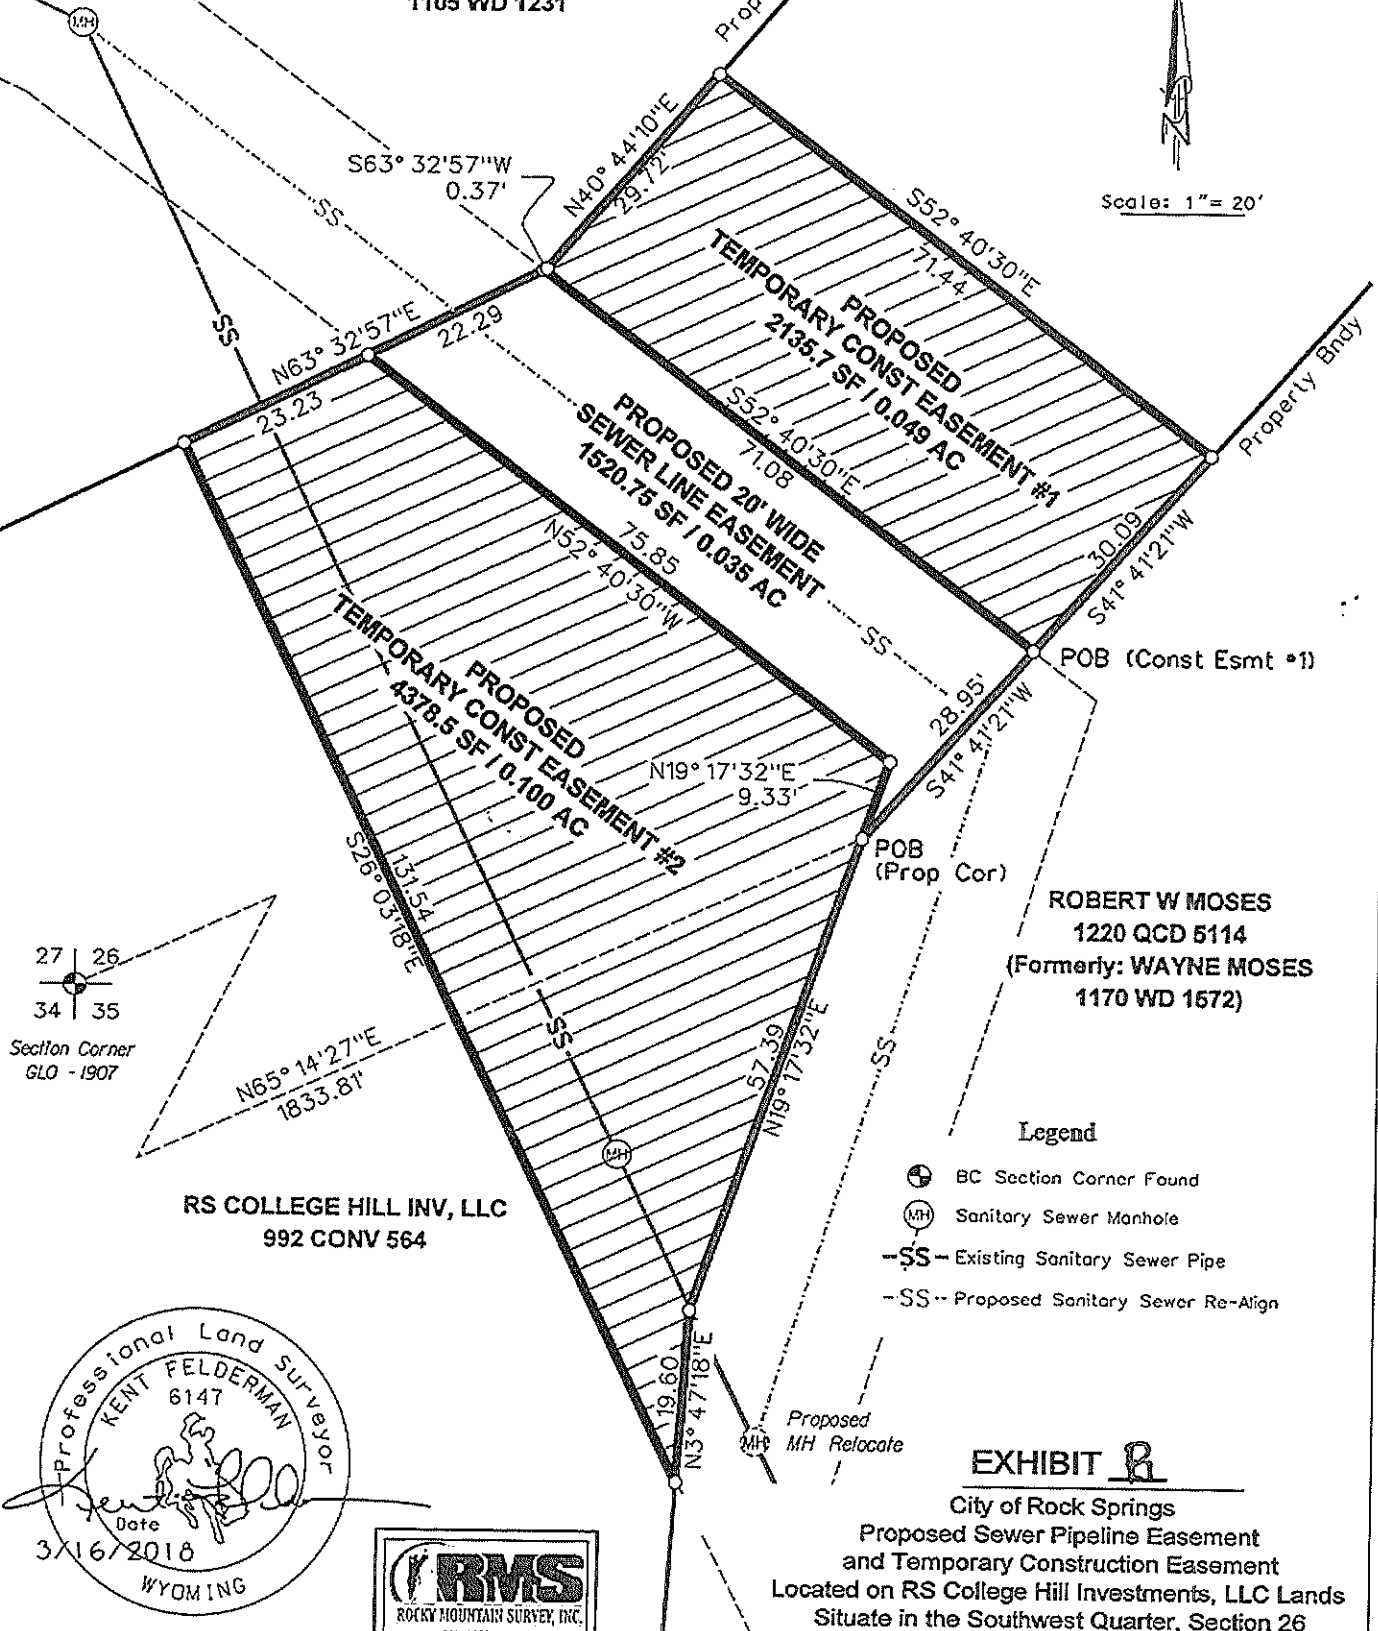 1105 WD 1231
MH
Prop
S63° 32'57"W
0.37'
N40° 44'10"E
29.72'
S52° 40'30"E
71.44
N
Scale: 1"= 20'
SS
SS
N63° 32'57"E
22.29
23.23
PROPOSED
TEMPORARY CONST EASEMENT #1
2135.7 SF / 0.049 AC
Property Bndy
S52° 40'30"E
71.08
PROPOSED 20' WIDE
SEWER LINE EASEMENT
1520.75 SF / 0.035 AC
30.09
S41° 41'21"W
75.85
N52° 40'30"W
SS
POB (Const Esmt #1)
28.95'
S41° 41'21"W
PROPOSED
TEMPORARY CONST EASEMENT #2
4378.5 SF / 0.100 AC
N19° 17'32"E
9.33'
POB
(Prop Cor)
131.54
S26° 03'18"E
ROBERT W MOSES
1220 QCD 5114
(Formerly: WAYNE MOSES
1170 WD 1572)
27 26
34 35
Section Corner
GLO - 1907
N65° 14'27"E
1833.81'
SS
57.39
N19° 17'32"E
SS
MH
RS COLLEGE HILL INV, LLC
992 CONV 564
Legend
BC Section Corner Found
MH Sanitary Sewer Manhole
-SS- Existing Sanitary Sewer Pipe
-SS-- Proposed Sanitary Sewer Re-Align
19.60
N3° 47'18"E
MH
Proposed
MH Relocate
Professional Land Surveyor
KENT FELDERMAN
6147
Date
3/16/2018
WYOMING
RMS
ROCKY MOUNTAIN SURVEY, INC.
EXHIBIT B
City of Rock Springs
Proposed Sewer Pipeline Easement
and Temporary Construction Easement
Located on RS College Hill Investments, LLC Lands
Situate in the Southwest Quarter, Section 26